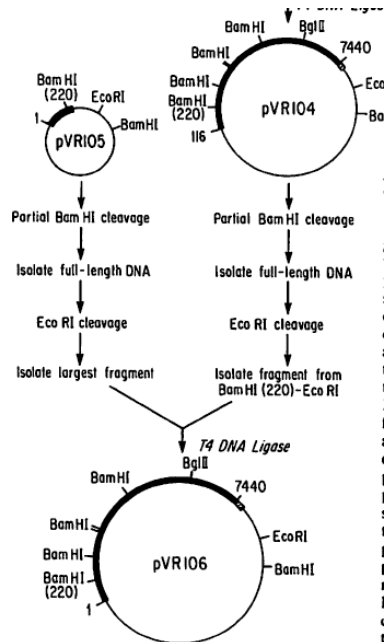 T4 DNA Ligase
BamHI
BglII
7440
BamHI
BamHI
BamHI
(220)
116
pVR104
BamHI
(220)
EcoRI
1
BamHI
pVR105
Partial Bam HI cleavage
Partial Bam HI cleavage
Isolate full-length DNA
Isolate full-length DNA
Eco RI cleavage
Eco RI cleavage
Isolate largest fragment
Isolate fragment from
BamHI (220)-Eco RI
T4 DNA Ligase
BglII
BamHI
7440
BamHI
BamHI
BamHI
(220)
1
EcoRI
BamHI
pVR106